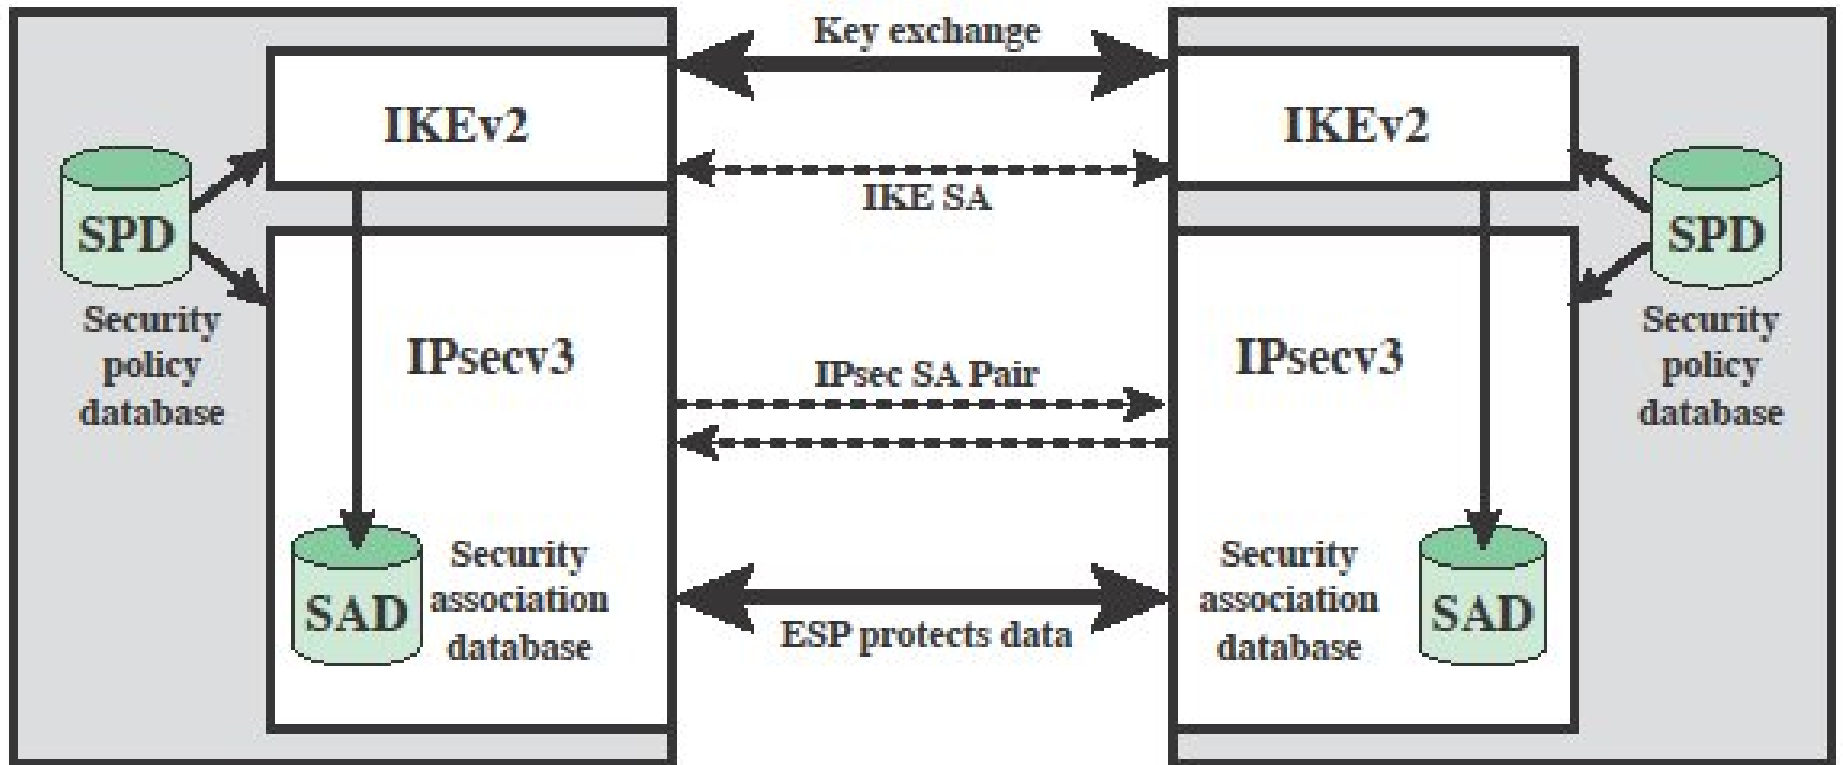 Key exchange
IKEv2
IKEv2
IKE SA
SPD
SPD
Security
policy
database
Security
policy
database
IPsecv3
IPsecv3
IPsec SA Pair
SAD
Security
association
database
Security
association
database
SAD
ESP protects data